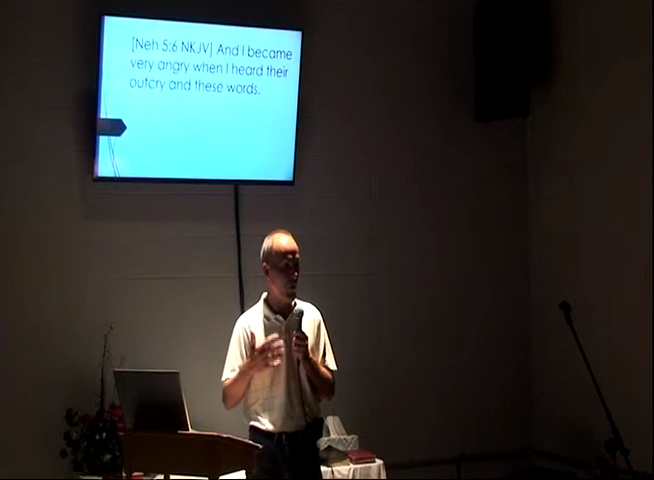 [Neh 5:6 NKJV] And I became
very angry when I heard their
outcry and these words.